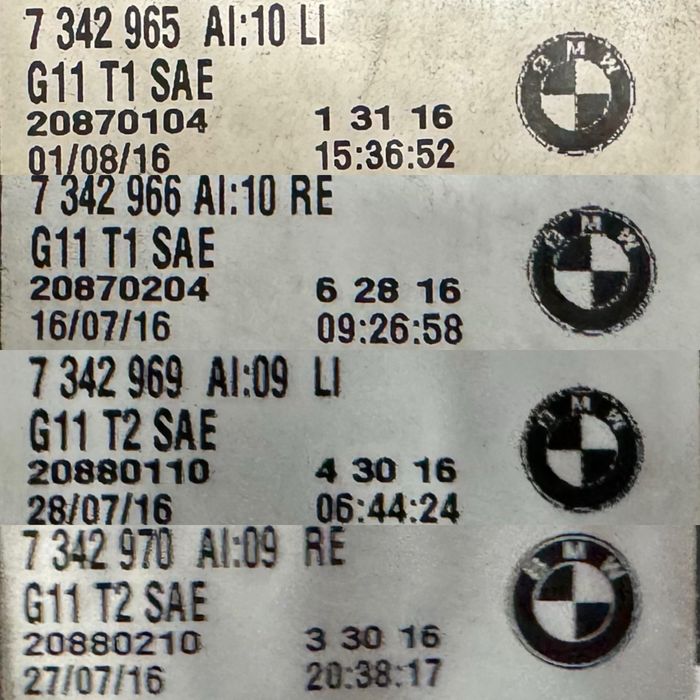 7 342 965 AI:10 LI
G11 T1 SAE
20870104 1 31 16
01/08/16 15:36:52
BMW
7 342 966 AI:10 RE
G11 T1 SAE
20870204 6 28 16
16/07/16 09:26:58
BMW
7 342 969 AI:09 LI
G11 T2 SAE
20880110 4 30 16
28/07/16 06:44:24
BMW
7 342 970 AI:09 RE
G11 T2 SAE
20880210 3 30 16
27/07/16 20:38:17
BMW